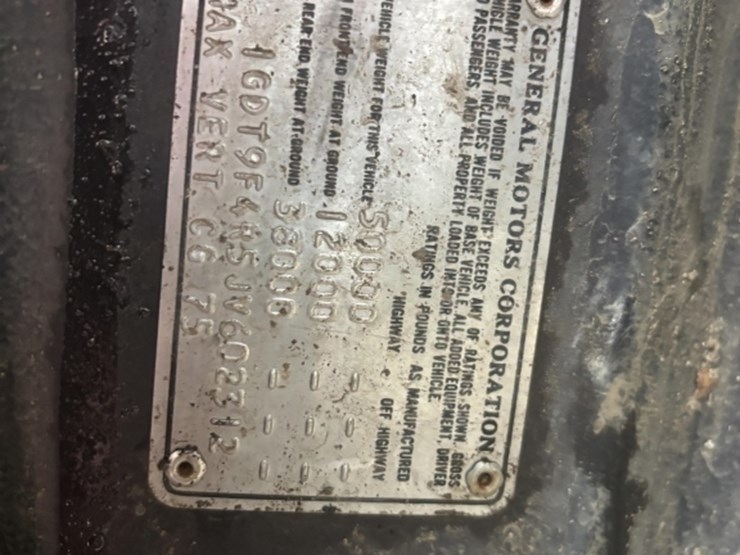 GENERAL MOTORS CORPORATION
ARRANTY MAY BE VOIDED IF WEIGHT EXCEEDS ANY OF RATINGS SHOWN. GROSS
HICLE WEIGHT INCLUDES WEIGHT OF BASE VEHICLE, ALL ADDED EQUIPMENT, DRIVER
D PASSENGERS, AND ALL PROPERTY LOADED INTO OR ONTO VEHICLE.
RATINGS IN POUNDS AS MANUFACTURED
HIGHWAY OFF HIGHWAY
VEHICLE WEIGHT FOR THIS VEHICLE 50000 - - -
FRONT END WEIGHT AT GROUND 12000 - - -
REAR END WEIGHT AT GROUND 38000 - - -
1GDT9F4R5JV602312
MAX VERT. CG 75